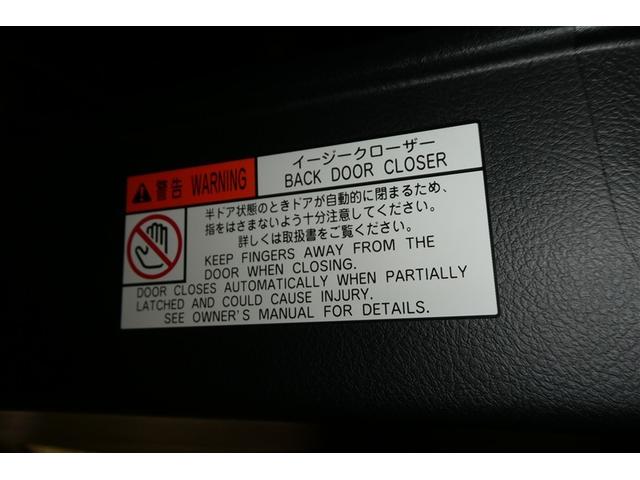 警告 WARNING
イージークローザー
BACK DOOR CLOSER
半ドア状態のときドアが自動的に閉まるため、
指をはさまないよう十分注意してください。
詳しくは取扱書をご覧ください。
KEEP FINGERS AWAY FROM THE
DOOR WHEN CLOSING.
DOOR CLOSES AUTOMATICALLY WHEN PARTIALLY
LATCHED AND COULD CAUSE INJURY.
SEE OWNER'S MANUAL FOR DETAILS.